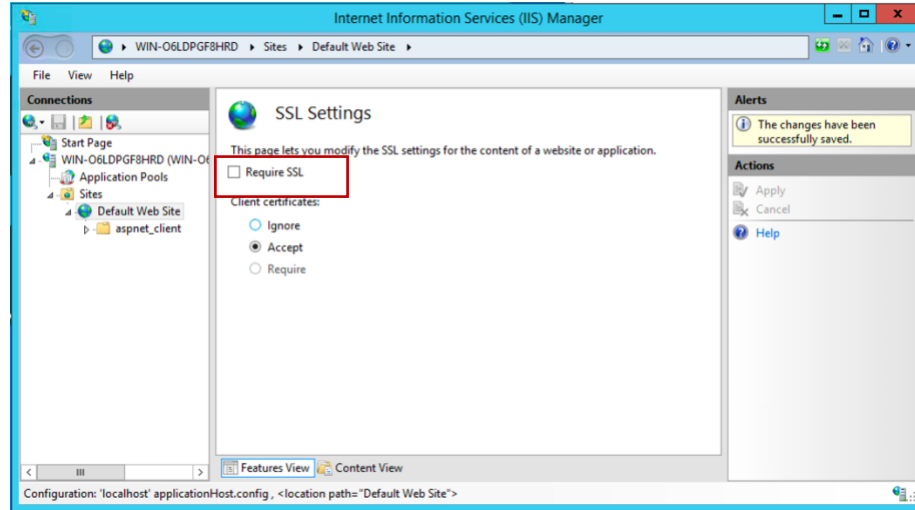 Internet Information Services (IIS) Manager
WIN-O6LDPGF8HRD Sites Default Web Site
File View Help
Connections
Start Page
WIN-O6LDPGF8HRD (WIN-O6
Application Pools
Sites
Default Web Site
aspnet_client
SSL Settings
This page lets you modify the SSL settings for the content of a website or application.
Require SSL
Client certificates:
Ignore
Accept
Require
Features View Content View
Alerts
The changes have been
successfully saved.
Actions
Apply
Cancel
Help
Configuration: 'localhost' applicationHost.config , <location path="Default Web Site">